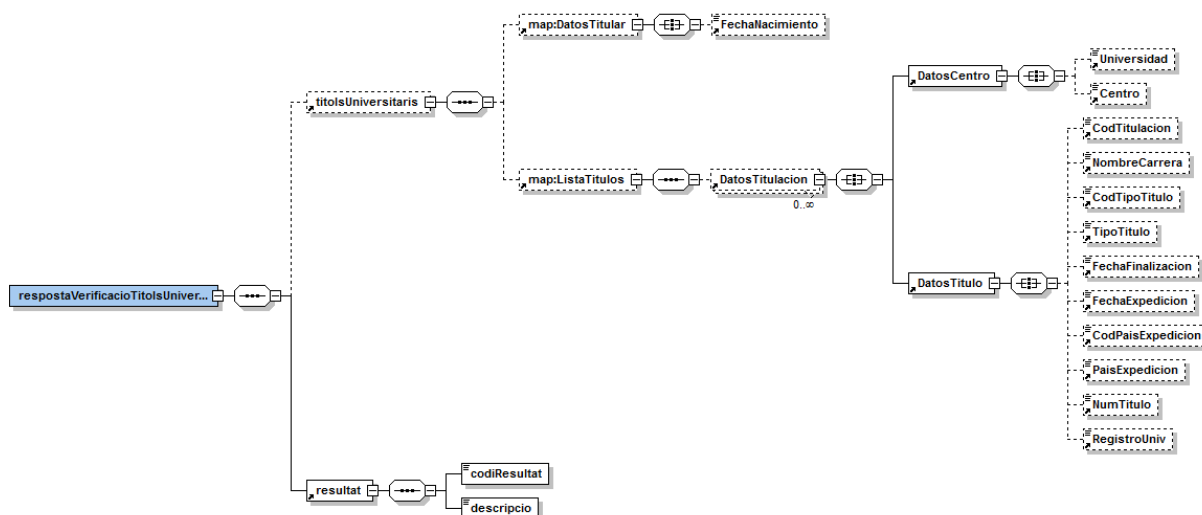 map:DatosTitular
FechaNacimiento
DatosCentro
Universidad
Centro
titolsUniversitaris
map:ListaTitulos
DatosTitulacion
0..∞
CodTitulacion
NombreCarrera
CodTipoTitulo
TipoTitulo
FechaFinalizacion
FechaExpedicion
CodPaisExpedicion
PaisExpedicion
NumTitulo
RegistroUniv
DatosTitulo
respostaVerificacioTitolsUniver...
resultat
codiResultat
descripcio